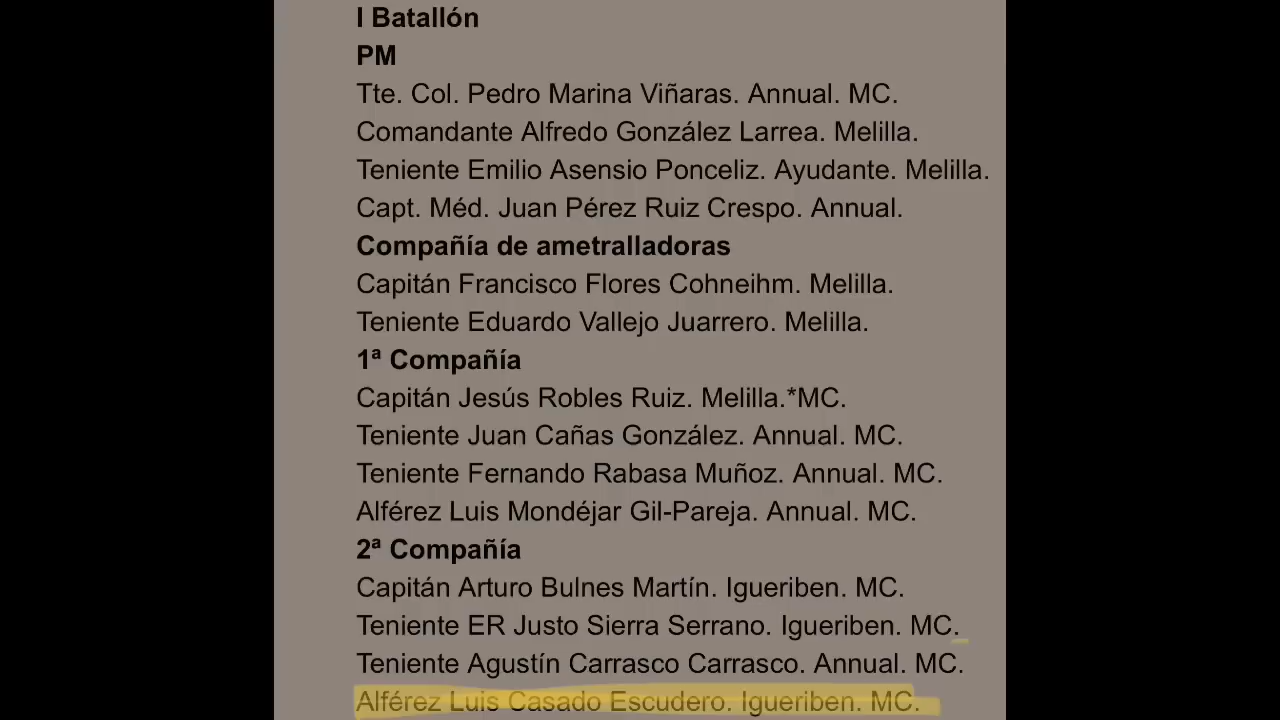 I Batallón
PM
Tte. Col. Pedro Marina Viñaras. Annual. MC.
Comandante Alfredo González Larrea. Melilla.
Teniente Emilio Asensio Ponceliz. Ayudante. Melilla.
Capt. Méd. Juan Pérez Ruiz Crespo. Annual.
Compañía de ametralladoras
Capitán Francisco Flores Cohneihm. Melilla.
Teniente Eduardo Vallejo Juarrero. Melilla.
1ª Compañía
Capitán Jesús Robles Ruiz. Melilla.*MC.
Teniente Juan Cañas González. Annual. MC.
Teniente Fernando Rabasa Muñoz. Annual. MC.
Alférez Luis Mondéjar Gil-Pareja. Annual. MC.
2ª Compañía
Capitán Arturo Bulnes Martín. Igueriben. MC.
Teniente ER Justo Sierra Serrano. Igueriben. MC.
Teniente Agustín Carrasco Carrasco. Annual. MC.
Alférez Luis Casado Escudero. Igueriben. MC.